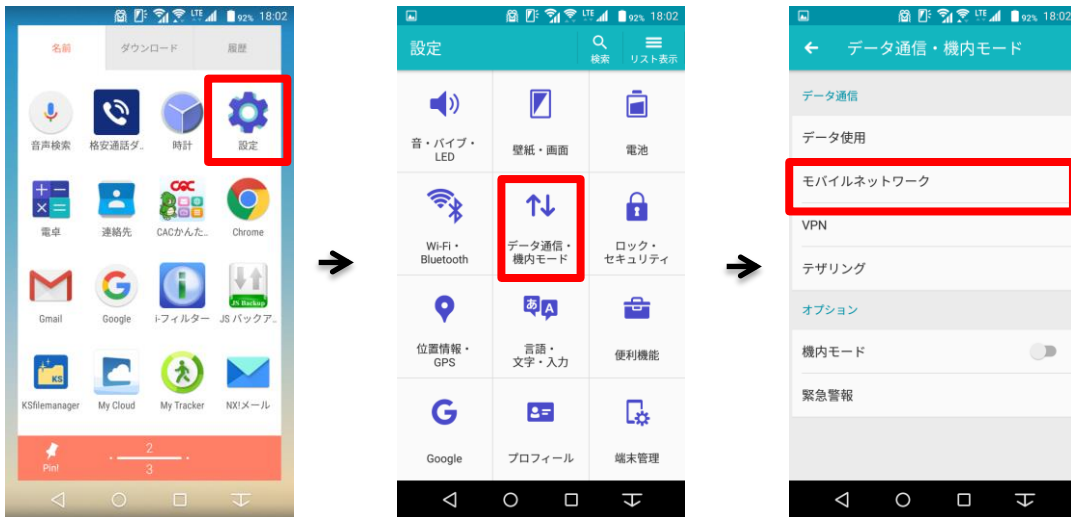 LTE 92% 18:02
名前 ダウンロード 履歴
音声検索 格安通話ダ.. 時計 設定
CAC
電卓 連絡先 CACかんた.. Chrome
JS Backup
Gmail Google i-フィルター JSバックア..
KS
KSfilemanager My Cloud My Tracker NX!メール
Pin!
2
3
LTE 92% 18:02
設定 検索 リスト表示
音・バイブ・
LED
壁紙・画面
電池
Wi-Fi・
Bluetooth
データ通信・
機内モード
ロック・
セキュリティ
あ A
位置情報・
GPS
言語・
文字・入力
便利機能
Google プロフィール 端末管理
LTE 92% 18:02
データ通信・機内モード
データ通信
データ使用
モバイルネットワーク
VPN
テザリング
オプション
機内モード
緊急警報